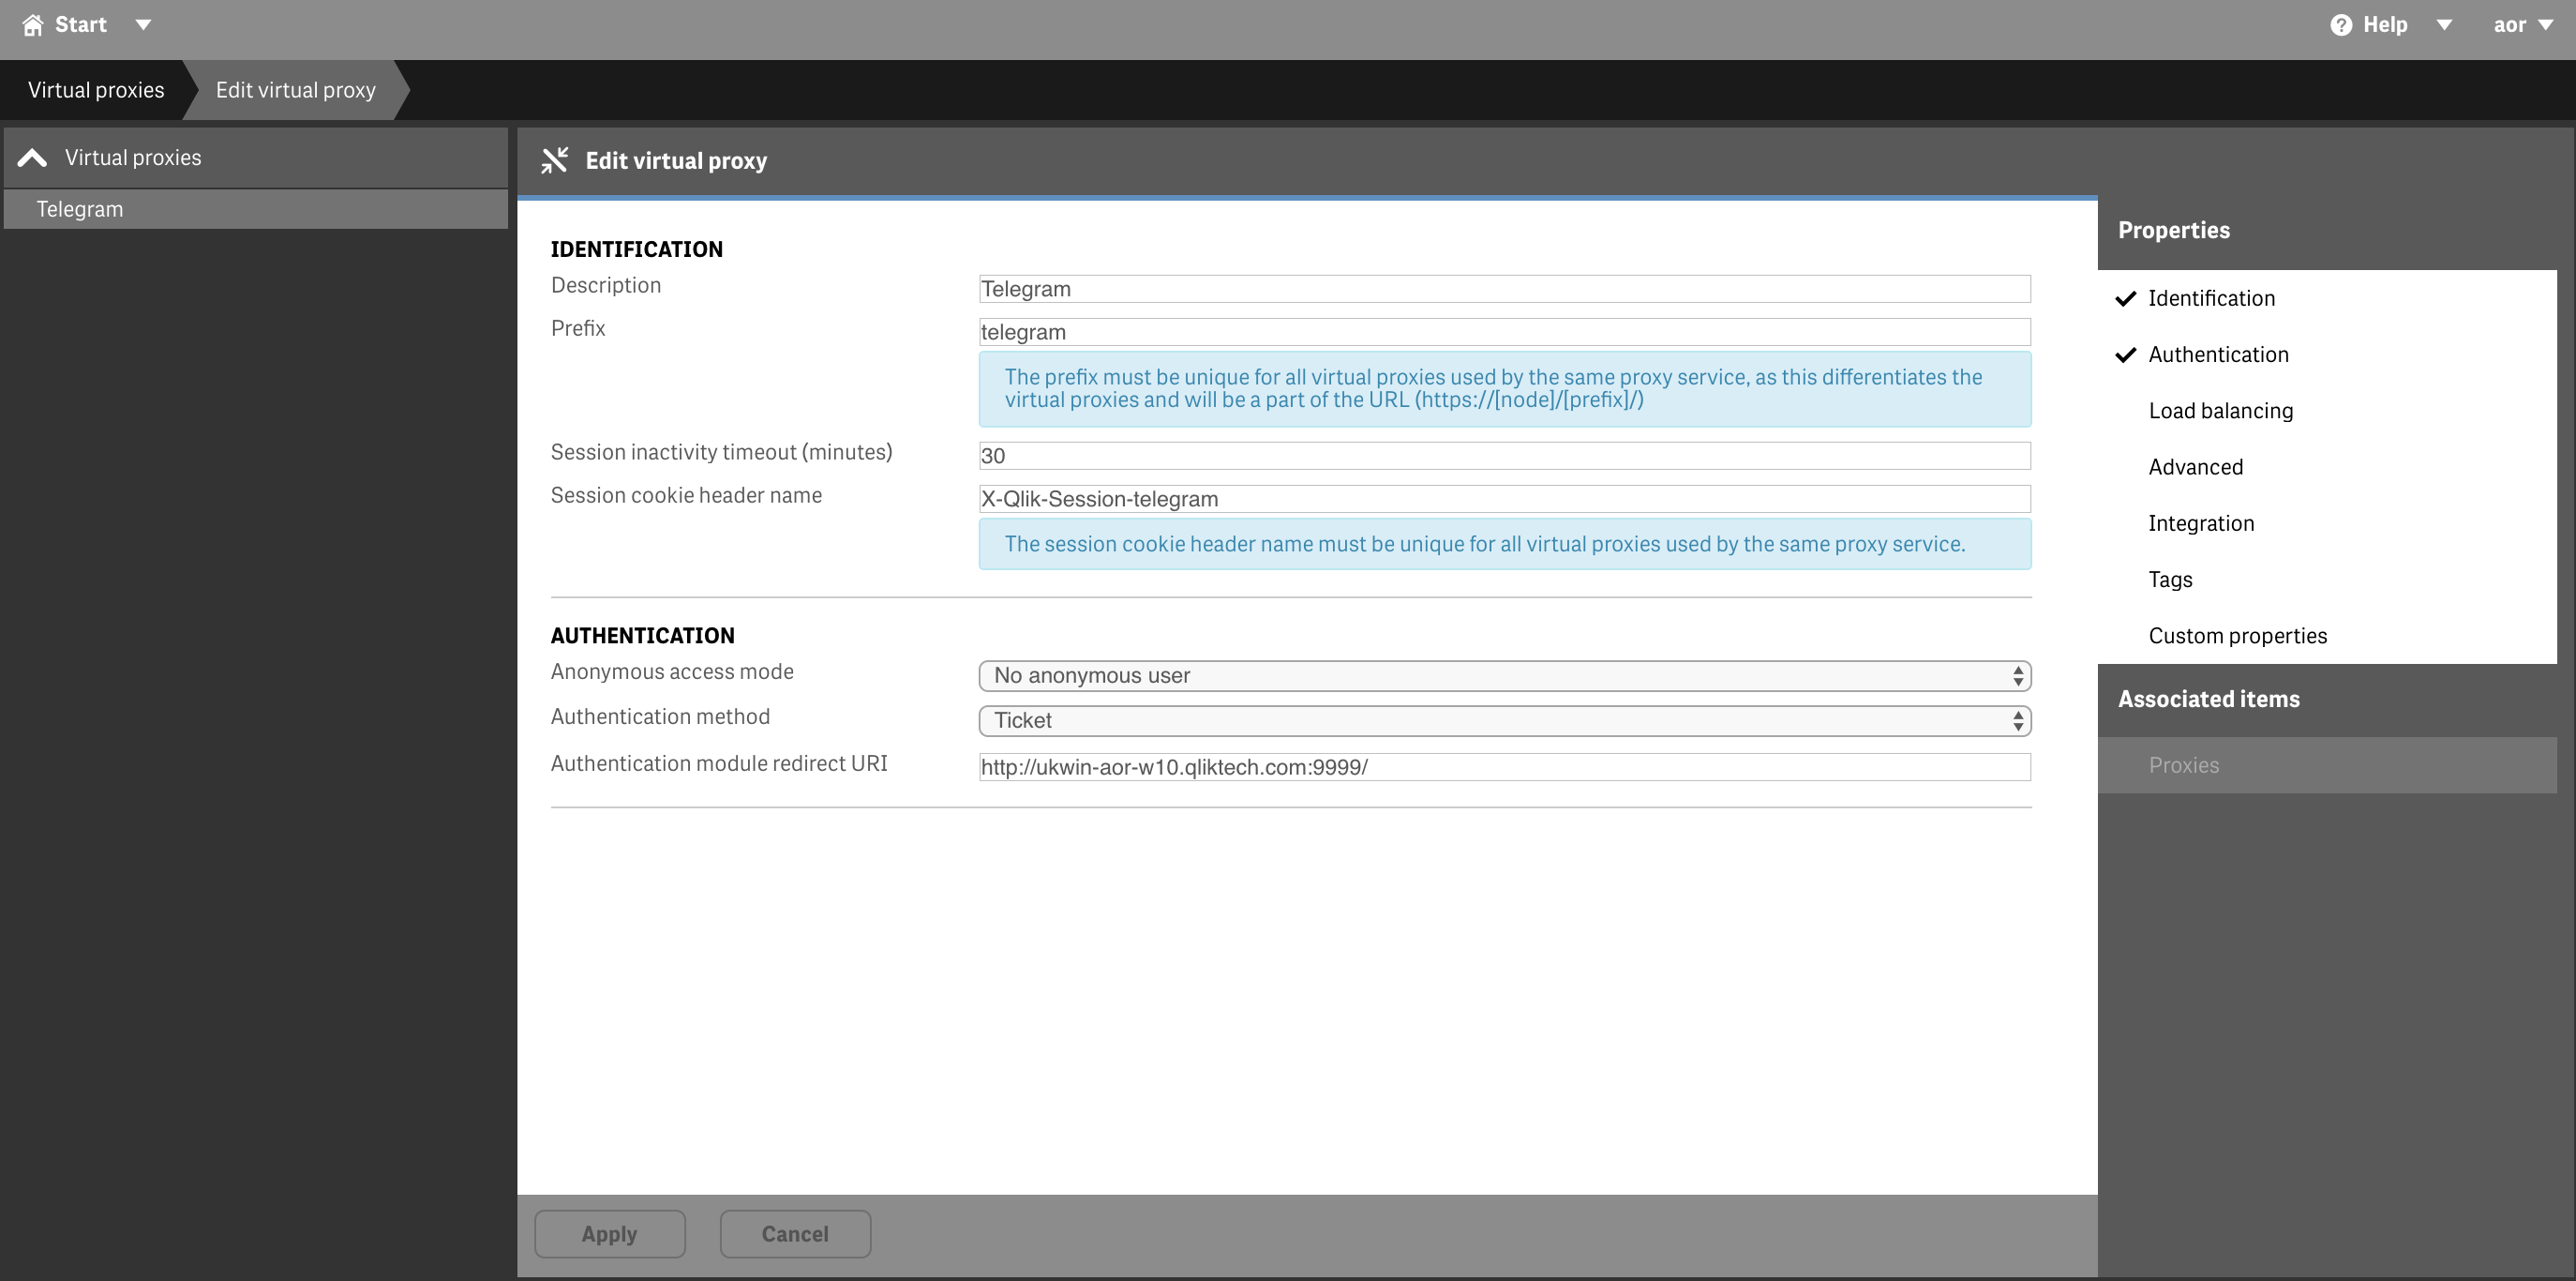 Start
Help
aor
Virtual proxies
Edit virtual proxy
Virtual proxies
Telegram
Edit virtual proxy
IDENTIFICATION
Description
Telegram
Prefix
telegram
The prefix must be unique for all virtual proxies used by the same proxy service, as this differentiates the
virtual proxies and will be a part of the URL (https://[node]/[prefix]/)
Session inactivity timeout (minutes)
30
Session cookie header name
X-Qlik-Session-telegram
The session cookie header name must be unique for all virtual proxies used by the same proxy service.
AUTHENTICATION
Anonymous access mode
No anonymous user
Authentication method
Ticket
Authentication module redirect URI
http://ukwin-aor-w10.qliktech.com:9999/
Apply
Cancel
Properties
Identification
Authentication
Load balancing
Advanced
Integration
Tags
Custom properties
Associated items
Proxies